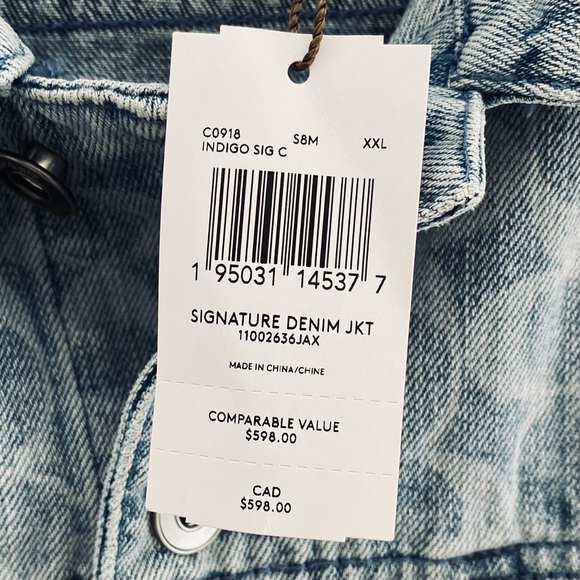 C0918 S8M XXL
INDIGO SIG C
1 95031 14537 7
SIGNATURE DENIM JKT
11002636JAX
MADE IN CHINA/CHINE
COMPARABLE VALUE
$598.00
CAD
$598.00